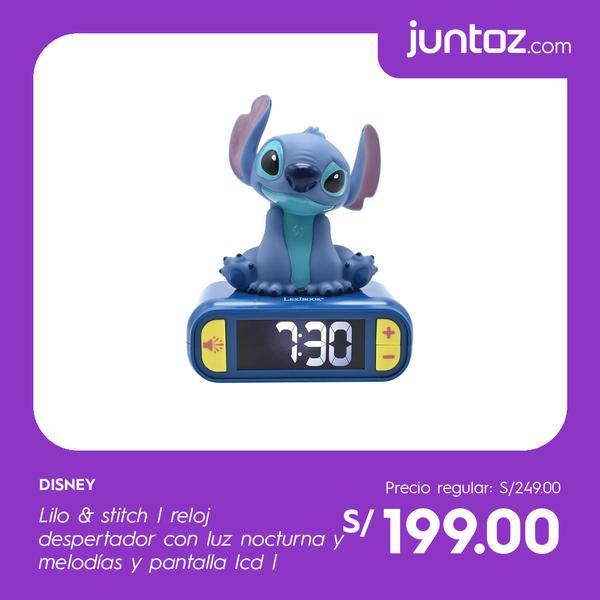 juntoz.com
LEXIBOOK®
7:30
+
-
DISNEY
Lilo & stitch | reloj
despertador con luz nocturna y
melodías y pantalla lcd |
Precio regular: S/249.00
S/199.00